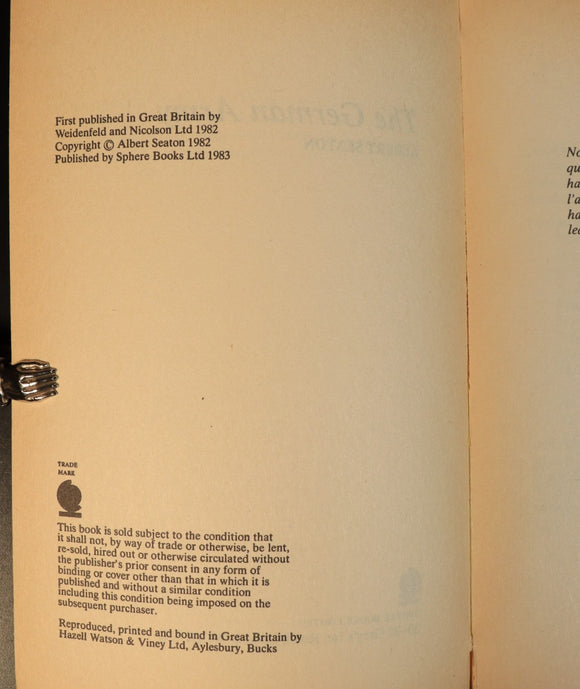 First published in Great Britain by
Weidenfeld and Nicolson Ltd 1982
Copyright © Albert Seaton 1982
Published by Sphere Books Ltd 1983
The German
ALBERT SEATON
TRADE
MARK
This book is sold subject to the condition that
it shall not, by way of trade or otherwise, be lent,
re-sold, hired out or otherwise circulated without
the publisher's prior consent in any form of
binding or cover other than that in which it is
published and without a similar condition
including this condition being imposed on the
subsequent purchaser.
Reproduced, printed and bound in Great Britain by
Hazell Watson & Viney Ltd, Aylesbury, Bucks